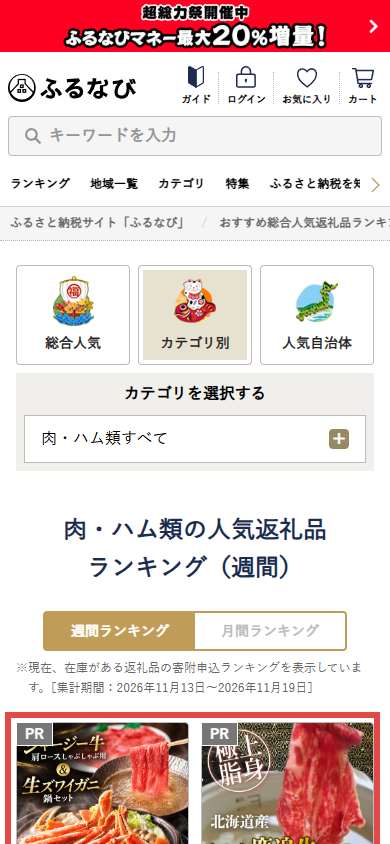 超総力祭開催中
ふるなびマネー最大20%増量！
ふるなび
ガイド
ログイン
お気に入り
カート
キーワードを入力
ランキング
地域一覧
カテゴリ
特集
ふるさと納税を知
ふるさと納税サイト「ふるなび」 / おすすめ総合人気返礼品ランキ
福
総合人気
カテゴリ別
人気自治体
カテゴリを選択する
肉・ハム類すべて
肉・ハム類の人気返礼品
ランキング（週間）
週間ランキング
月間ランキング
※現在、在庫がある返礼品の寄附申込ランキングを表示しています。［集計期間：2026年11月13日～2026年11月19日］
PR
ジャージー牛
肩ロースしゃぶしゃぶ用
&
生ズワイガニ
鍋セット
PR
極上
脂身
北海道産